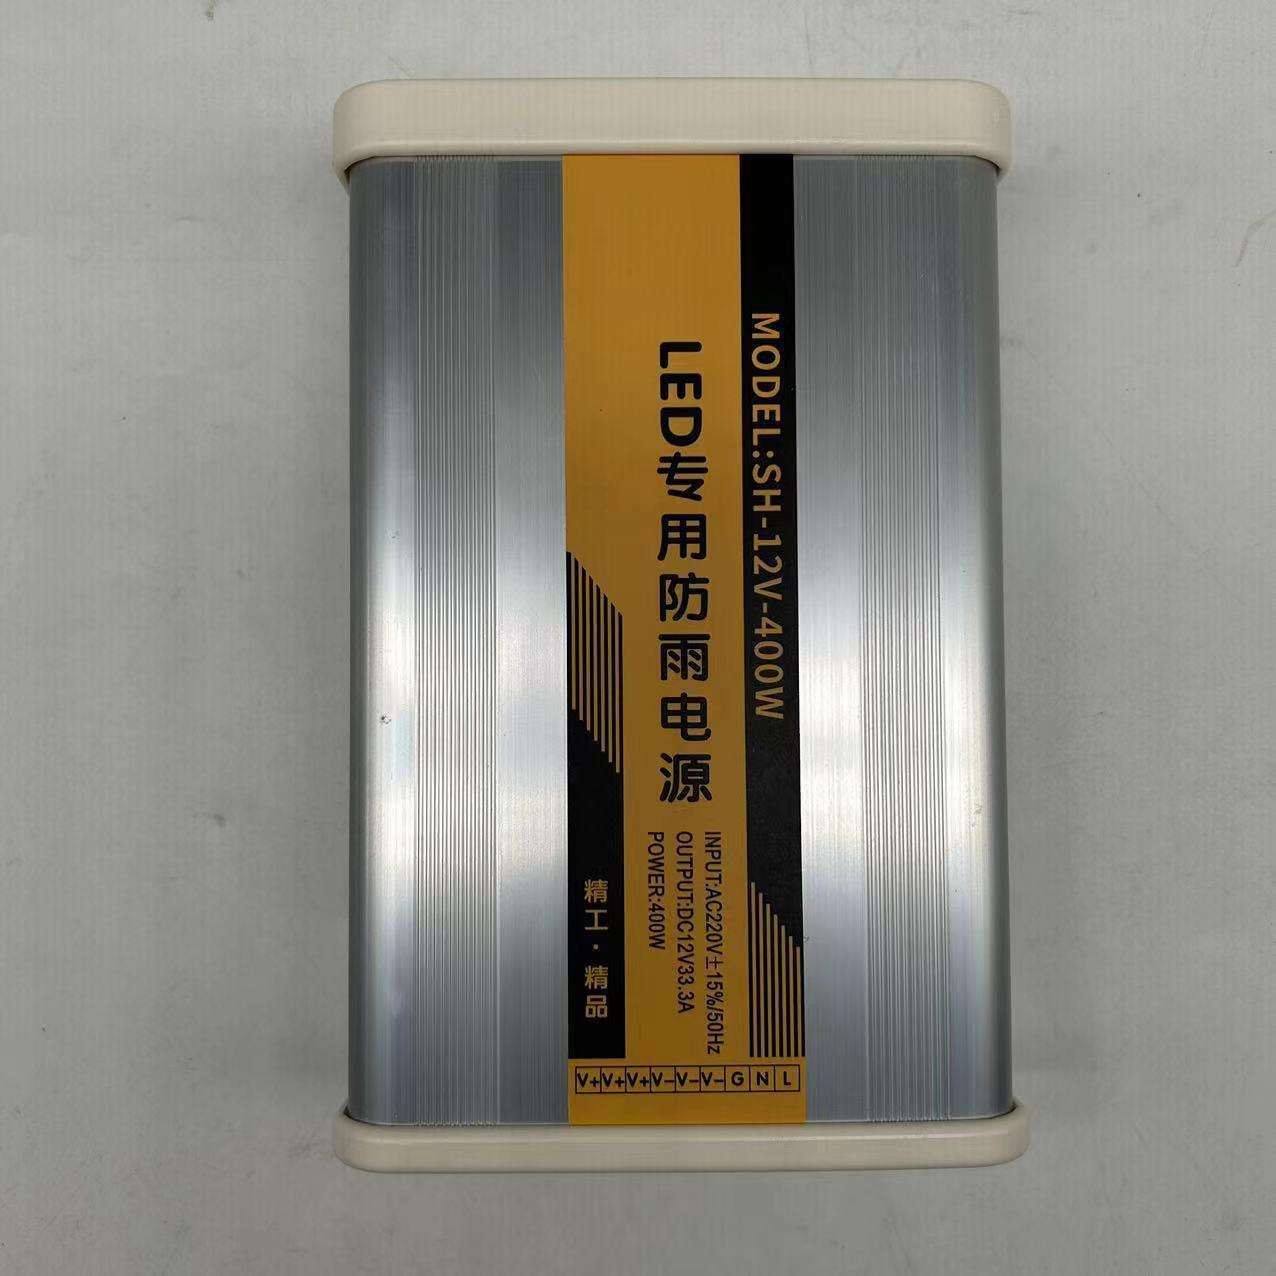 MODEL:SH-12V-400W
LED专用防雨电源
INPUT:AC220V±15%/50Hz
OUTPUT:DC12V33.3A
POWER:400W
精工·精品
V+ V+ V+ V- V- V- G N L